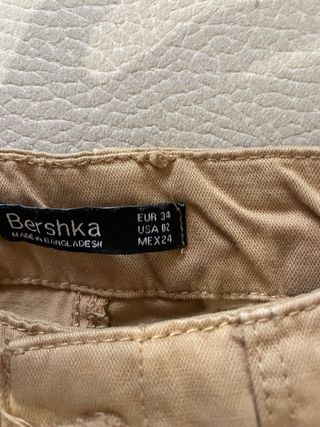 Bershka
MADE IN BANGLADESH
EUR 34
USA 02
MEX 24